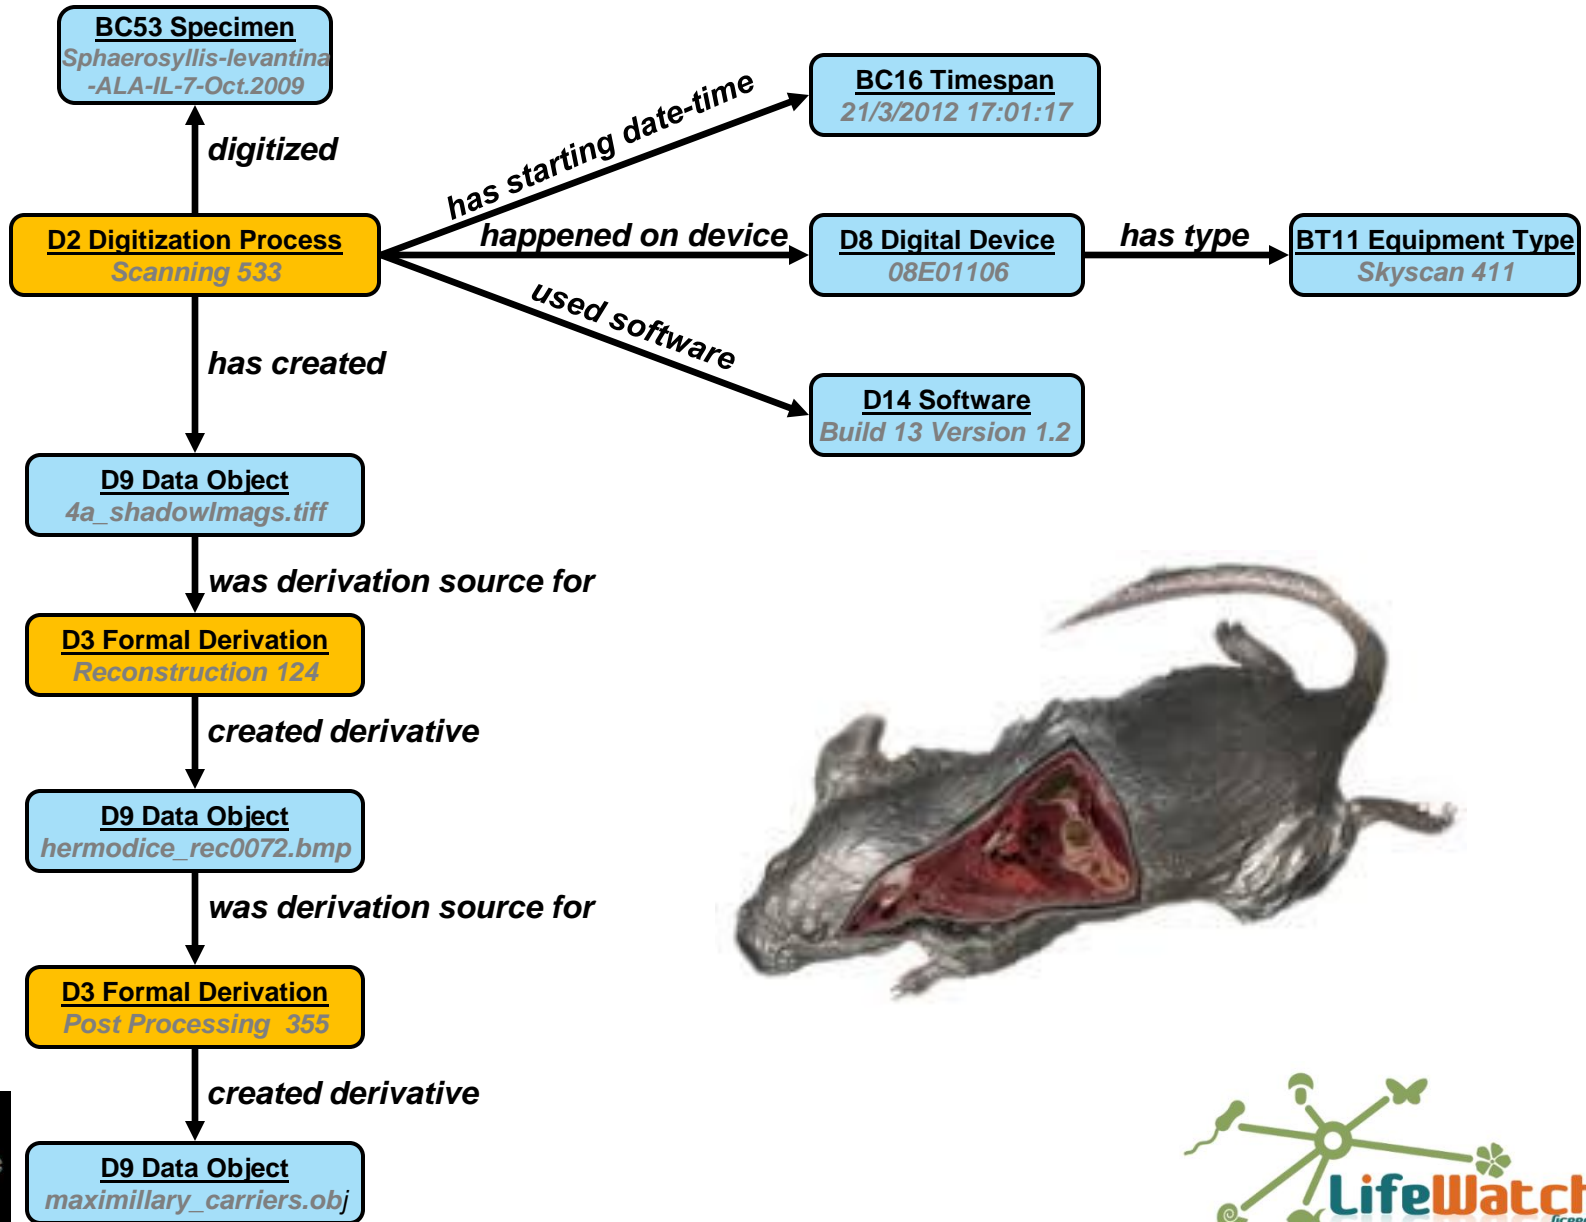 BC53 Specimen
Sphaerosyllis-levantina
-ALA-IL-7-Oct.2009
digitized
has starting date-time
BC16 Timespan
21/3/2012 17:01:17
D2 Digitization Process
Scanning 533
happened on device
D8 Digital Device
08E01106
has type
BT11 Equipment Type
Skyscan 411
used software
D14 Software
Build 13 Version 1.2
has created
D9 Data Object
4a_shadowImags.tiff
was derivation source for
D3 Formal Derivation
Reconstruction 124
created derivative
D9 Data Object
hermodice_rec0072.bmp
was derivation source for
D3 Formal Derivation
Post Processing  355
created derivative
D9 Data Object
maximillary_carriers.obj
LifeWatch